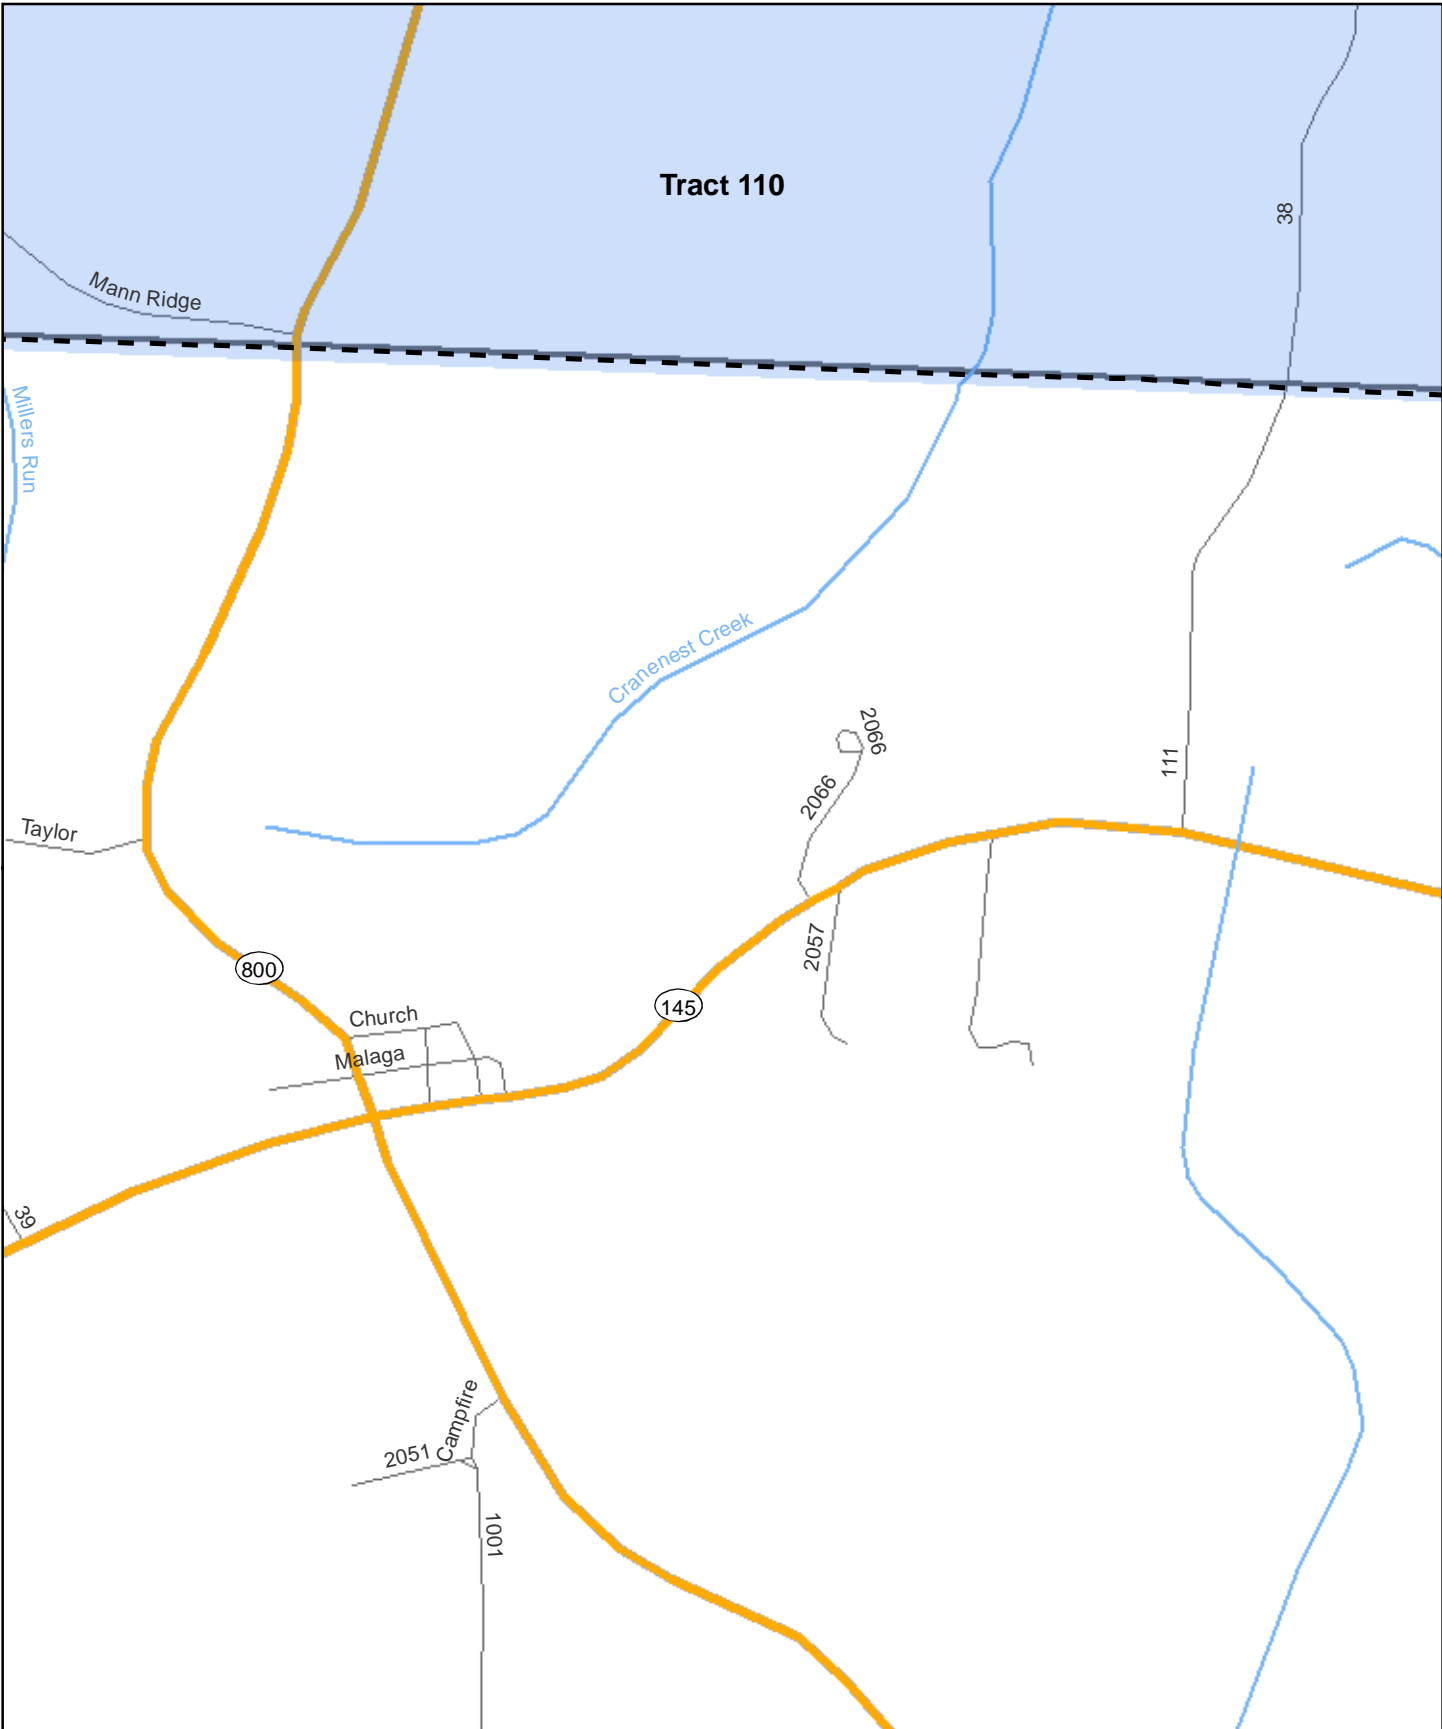 Tract 110
38
Mann Ridge
Millers Run
Cranenest Creek
2066
111
2066
Taylor
2057
800
145
Church
Malaga
39
Campfire
2051
1001